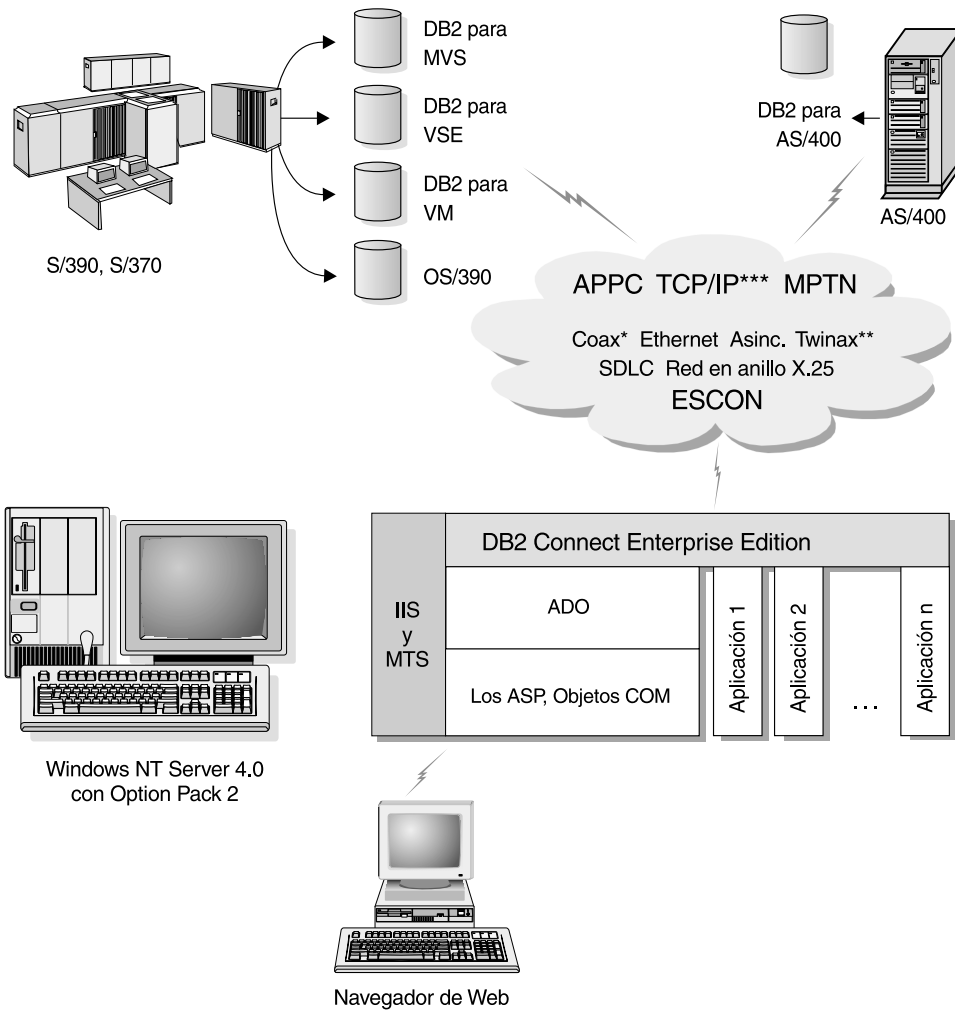 DB2 para
MVS
DB2 para
VSE
DB2 para
VM
OS/390
S/390, S/370
DB2 para
AS/400
AS/400
APPC TCP/IP*** MPTN
Coax* Ethernet Asinc. Twinax**
SDLC Red en anillo X.25
ESCON
Windows NT Server 4.0
con Option Pack 2
IIS
y
MTS
DB2 Connect Enterprise Edition
ADO
Los ASP, Objetos COM
Aplicación 1
Aplicación 2
...
Aplicación n
Navegador de Web